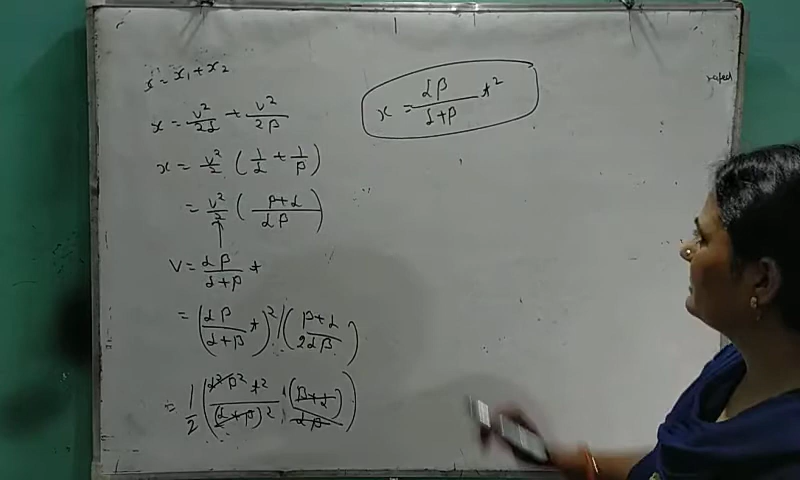 x = x₁ + x₂
x = v²/2α + v²/2β
x = v²/2 (1/α + 1/β)
= v²/2 (β+α/αβ)
v = αβ/α+β t
= (αβ/α+β t)² / (β+α/2αβ)
= 1/2 (α²β² t²/(α+β)² (β+α)/αβ)
x = αβ/α+β t²